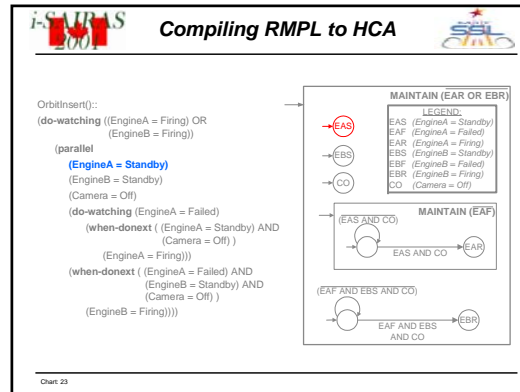 i-SAIRAS
2001
Compiling RMPL to HCA
SSL
OrbitInsert()::
(do-watching ((EngineA = Firing) OR
(EngineB = Firing))
(parallel
(EngineA = Standby)
(EngineB = Standby)
(Camera = Off)
(do-watching (EngineA = Failed)
(when-donext ( (EngineA = Standby) AND
(Camera = Off) )
(EngineA = Firing)))
(when-donext ( (EngineA = Failed) AND
(EngineB = Standby) AND
(Camera = Off) )
(EngineB = Firing))))
MAINTAIN (EAR OR EBR)
LEGEND:
EAS (EngineA = Standby)
EAF (EngineA = Failed)
EAR (EngineA = Firing)
EBS (EngineB = Standby)
EBF (EngineB = Failed)
EBR (EngineB = Firing)
CO (Camera = Off)
EAS
EBS
CO
MAINTAIN (EAF)
(EAS AND CO)
EAS AND CO
EAR
(EAF AND EBS AND CO)
EAF AND EBS
AND CO
EBR
Chart 23